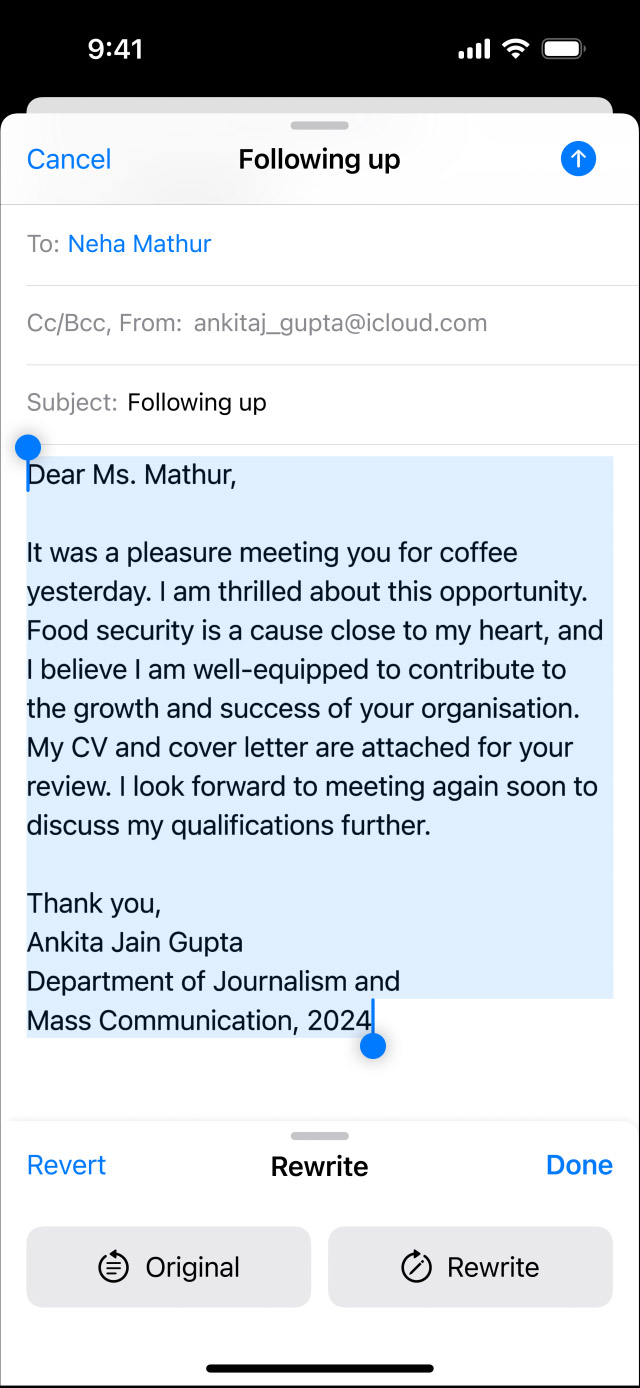 9:41
Cancel Following up
To: Neha Mathur
Cc/Bcc, From: ankitaj_gupta@icloud.com
Subject: Following up
Dear Ms. Mathur,
It was a pleasure meeting you for coffee
yesterday. I am thrilled about this opportunity.
Food security is a cause close to my heart, and
I believe I am well-equipped to contribute to
the growth and success of your organisation.
My CV and cover letter are attached for your
review. I look forward to meeting again soon to
discuss my qualifications further.
Thank you,
Ankita Jain Gupta
Department of Journalism and
Mass Communication, 2024
Revert Rewrite Done
Original Rewrite